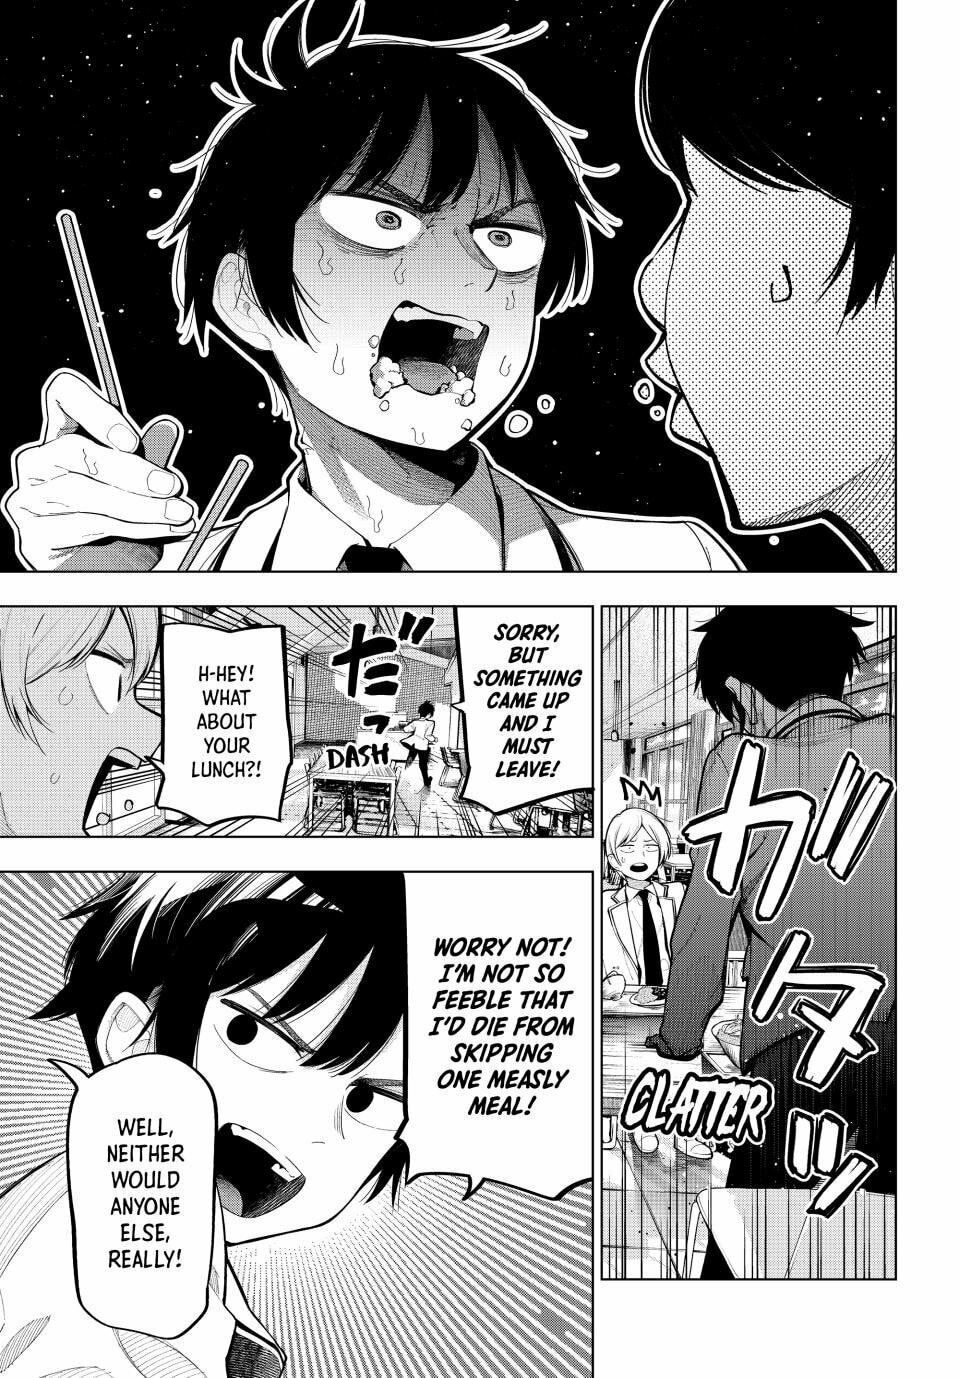 ガ
タ
ッ
CLATTER
SORRY,
BUT
SOMETHING
CAME UP
AND I
MUST
LEAVE!
ダッ
DASH
H-HEY!
WHAT
ABOUT
YOUR
LUNCH?!
WORRY NOT!
I'M NOT SO
FEEBLE THAT
I'D DIE FROM
SKIPPING
ONE MEASLY
MEAL!
WELL,
NEITHER
WOULD
ANYONE
ELSE,
REALLY!